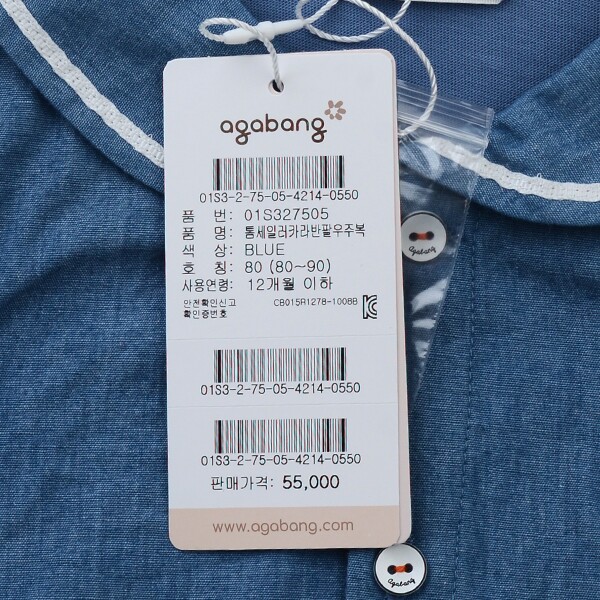 agabang
01S3-2-75-05-4214-0550
품 번: 01S327505
품 명: 톰세일러카라반팔우주복
색 상: BLUE
호 칭: 80 (80~90)
사용연령: 12개월 이하
안전확인신고
확인증번호
CB015R1278-1008B
01S3-2-75-05-4214-0550
01S3-2-75-05-4214-0550
판매가격: 55,000
www.agabang.com
agabang
agabang